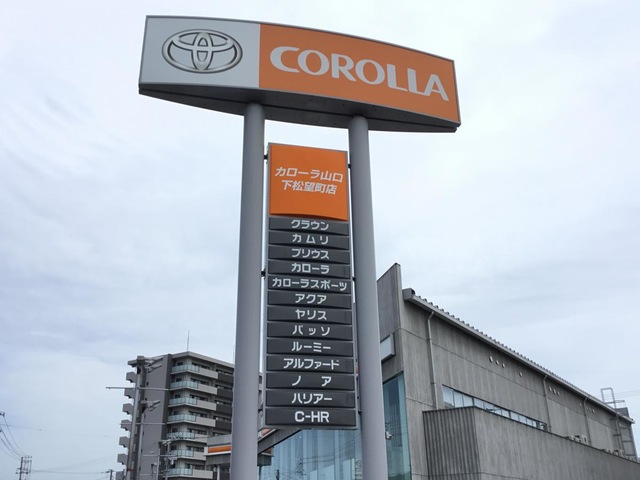 COROLLA
カローラ山口
下松望町店
クラウン
カムリ
プリウス
カローラ
カローラスポーツ
アクア
ヤリス
パッソ
ルーミー
アルファード
ノア
ハリアー
C-HR